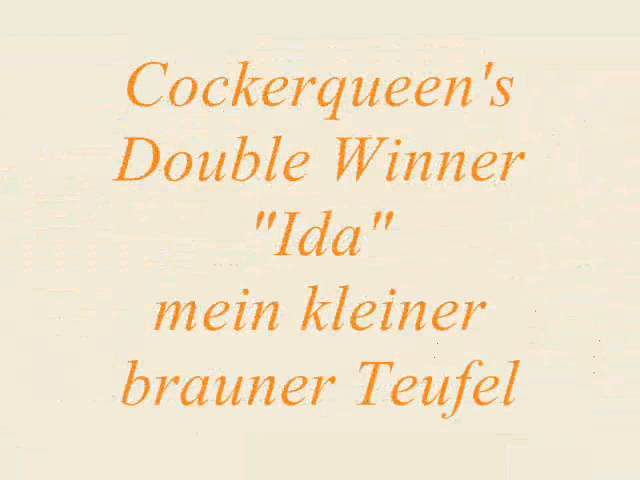 Cockerqueen's
Double Winner
"Ida"
mein kleiner
brauner Teufel